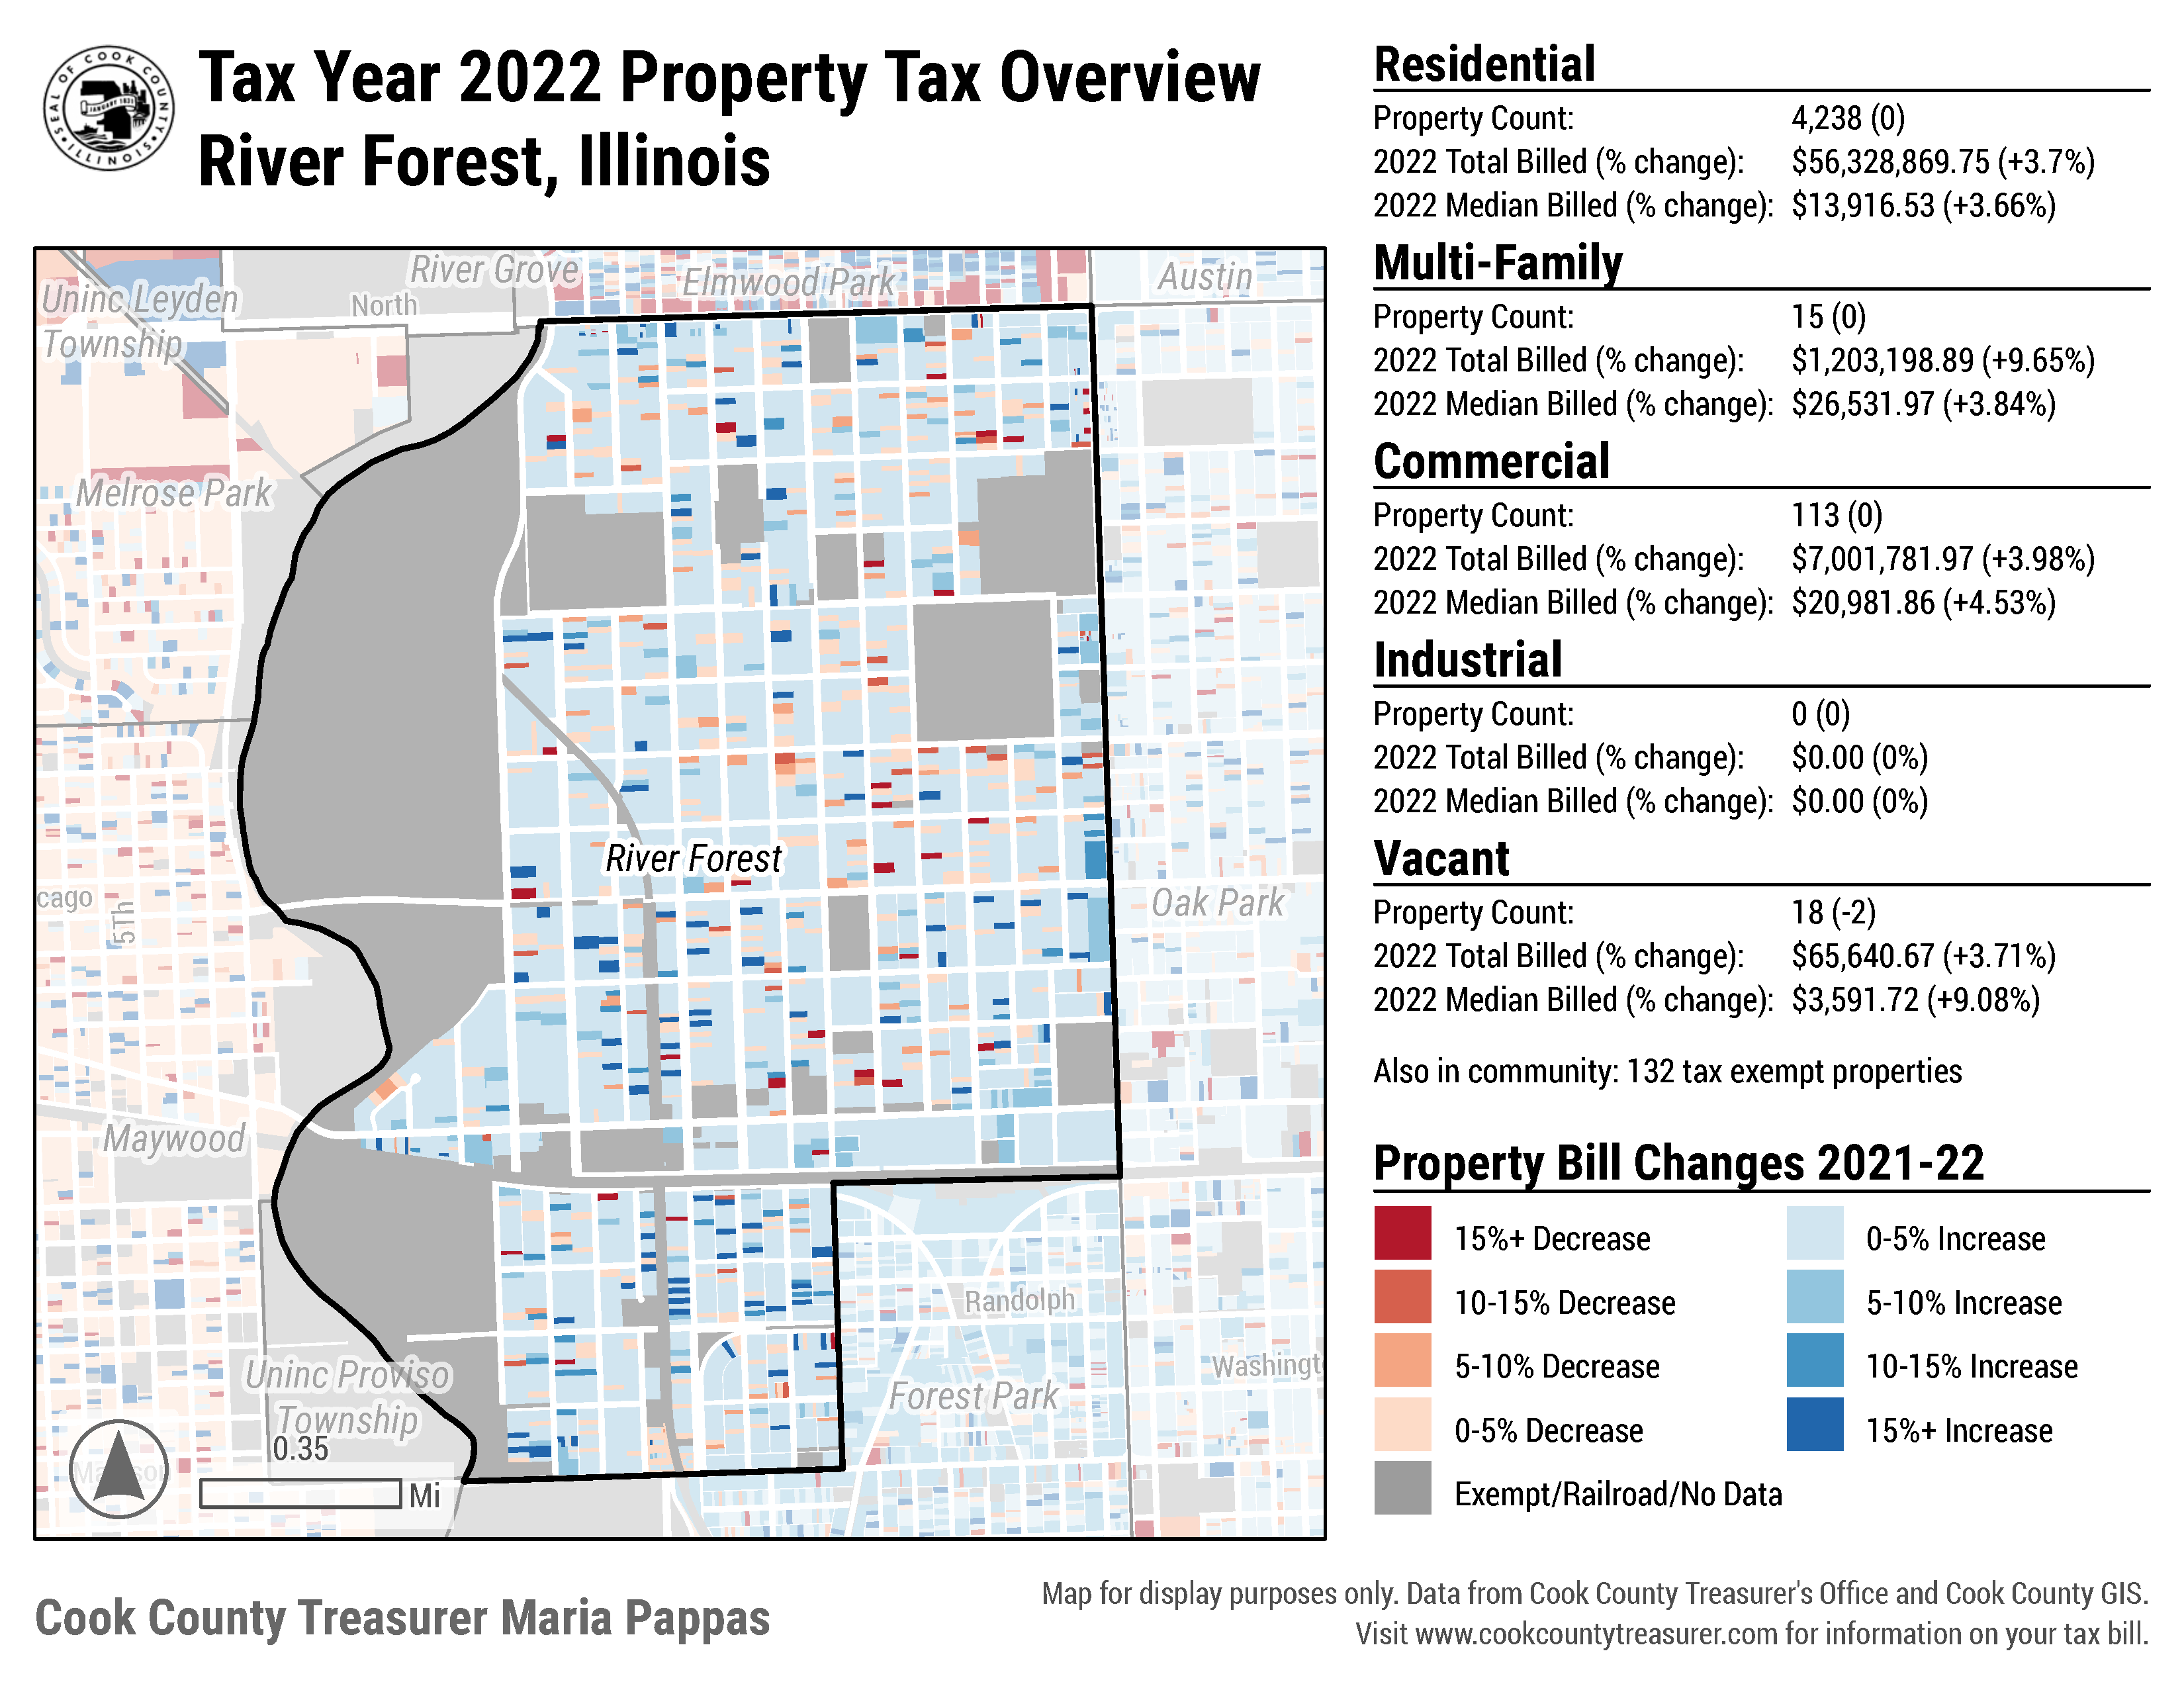 SEAL OF COOK COUNTY
ILLINOIS
JANUARY 1831
Tax Year 2022 Property Tax Overview
River Forest, Illinois
River Grove
Elmwood Park
Austin
Uninc Leyden
Township
North
Melrose Park
River Forest
cago
5Th
Oak Park
Maywood
Randolph
Uninc Proviso
Township
Forest Park
Washingt
0.35
Mi
Residential
Property Count: 4,238 (0)
2022 Total Billed (% change): $56,328,869.75 (+3.7%)
2022 Median Billed (% change): $13,916.53 (+3.66%)
Multi-Family
Property Count: 15 (0)
2022 Total Billed (% change): $1,203,198.89 (+9.65%)
2022 Median Billed (% change): $26,531.97 (+3.84%)
Commercial
Property Count: 113 (0)
2022 Total Billed (% change): $7,001,781.97 (+3.98%)
2022 Median Billed (% change): $20,981.86 (+4.53%)
Industrial
Property Count: 0 (0)
2022 Total Billed (% change): $0.00 (0%)
2022 Median Billed (% change): $0.00 (0%)
Vacant
Property Count: 18 (-2)
2022 Total Billed (% change): $65,640.67 (+3.71%)
2022 Median Billed (% change): $3,591.72 (+9.08%)
Also in community: 132 tax exempt properties
Property Bill Changes 2021-22
15%+ Decrease
10-15% Decrease
5-10% Decrease
0-5% Decrease
Exempt/Railroad/No Data
0-5% Increase
5-10% Increase
10-15% Increase
15%+ Increase
Cook County Treasurer Maria Pappas
Map for display purposes only. Data from Cook County Treasurer's Office and Cook County GIS.
Visit www.cookcountytreasurer.com for information on your tax bill.